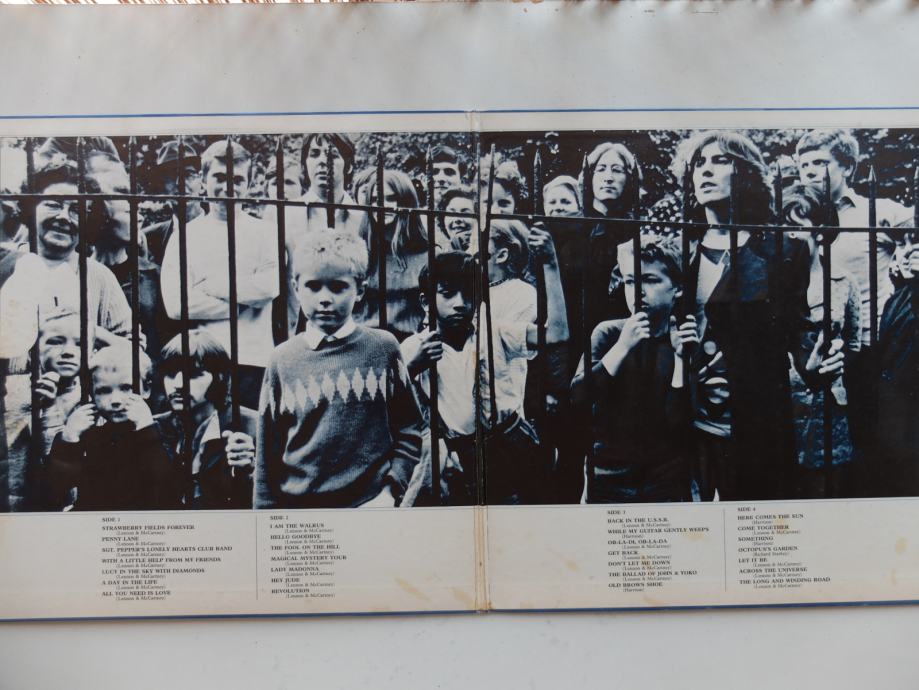 SIDE 1
STRAWBERRY FIELDS FOREVER
(Lennon & McCartney)
PENNY LANE
(Lennon & McCartney)
SGT. PEPPER'S LONELY HEARTS CLUB BAND
(Lennon & McCartney)
WITH A LITTLE HELP FROM MY FRIENDS
(Lennon & McCartney)
LUCY IN THE SKY WITH DIAMONDS
(Lennon & McCartney)
A DAY IN THE LIFE
(Lennon & McCartney)
ALL YOU NEED IS LOVE
(Lennon & McCartney)
SIDE 2
I AM THE WALRUS
(Lennon & McCartney)
HELLO GOODBYE
(Lennon & McCartney)
THE FOOL ON THE HILL
(Lennon & McCartney)
MAGICAL MYSTERY TOUR
(Lennon & McCartney)
LADY MADONNA
(Lennon & McCartney)
HEY JUDE
(Lennon & McCartney)
REVOLUTION
(Lennon & McCartney)
SIDE 3
BACK IN THE U.S.S.R.
(Lennon & McCartney)
WHILE MY GUITAR GENTLY WEEPS
(Harrison)
OB-LA-DI, OB-LA-DA
(Lennon & McCartney)
GET BACK
(Lennon & McCartney)
DON'T LET ME DOWN
(Lennon & McCartney)
THE BALLAD OF JOHN & YOKO
(Lennon & McCartney)
OLD BROWN SHOE
(Harrison)
SIDE 4
HERE COMES THE SUN
(Harrison)
COME TOGETHER
(Lennon & McCartney)
SOMETHING
(Harrison)
OCTOPUS'S GARDEN
(Richard Starkey)
LET IT BE
(Lennon & McCartney)
ACROSS THE UNIVERSE
(Lennon & McCartney)
THE LONG AND WINDING ROAD
(Lennon & McCartney)